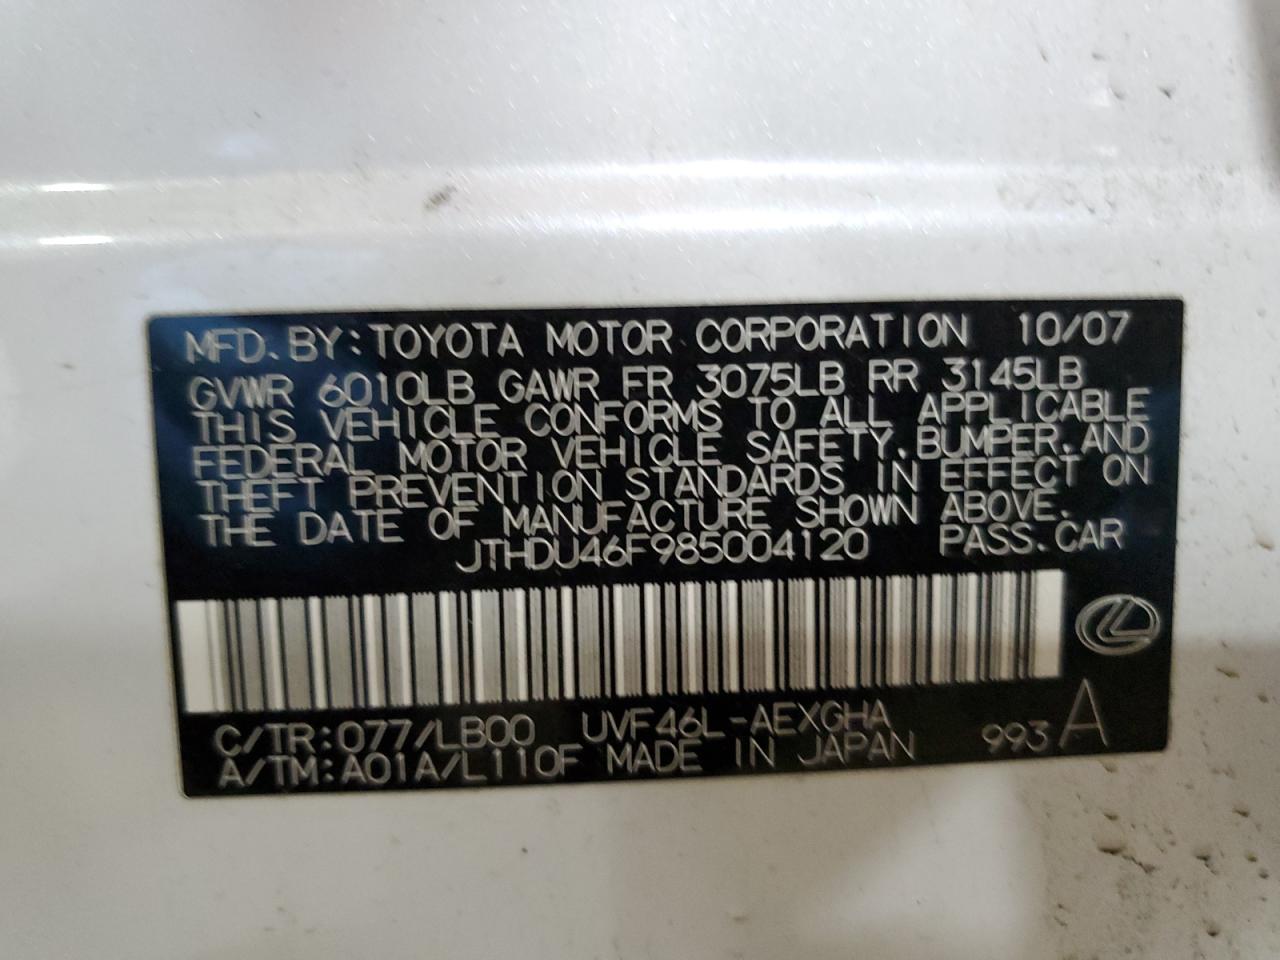 MFD. BY: TOYOTA MOTOR CORPORATION 10/07
GVWR 6010LB GAWR FR 3075LB RR 3145LB
THIS VEHICLE CONFORMS TO ALL APPLICABLE
FEDERAL MOTOR VEHICLE SAFETY, BUMPER, AND
THEFT PREVENTION STANDARDS IN EFFECT ON
THE DATE OF MANUFACTURE SHOWN ABOVE.
JTHDU46F985004120 PASS. CAR
C/TR: 077/LB00 UVF46L-AEXGHA
A/TM: A01A/L110F MADE IN JAPAN 993 A